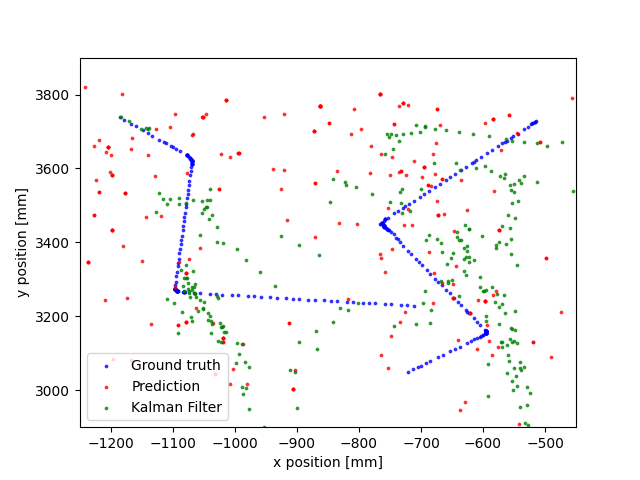 y position [mm]
3800
3600
3400
3200
3000
Ground truth
Prediction
Kalman Filter
−1200 −1100 −1000 −900 −800 −700 −600 −500
x position [mm]